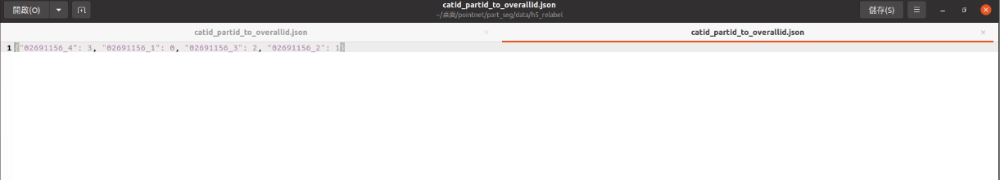 開啟(O)
catid_partid_to_overallid.json
~/桌面/pointnet/part_seg/data/h5_relabel
儲存(S)
catid_partid_to_overallid.json
catid_partid_to_overallid.json
1 {"02691156_4": 3, "02691156_1": 0, "02691156_3": 2, "02691156_2": 1}